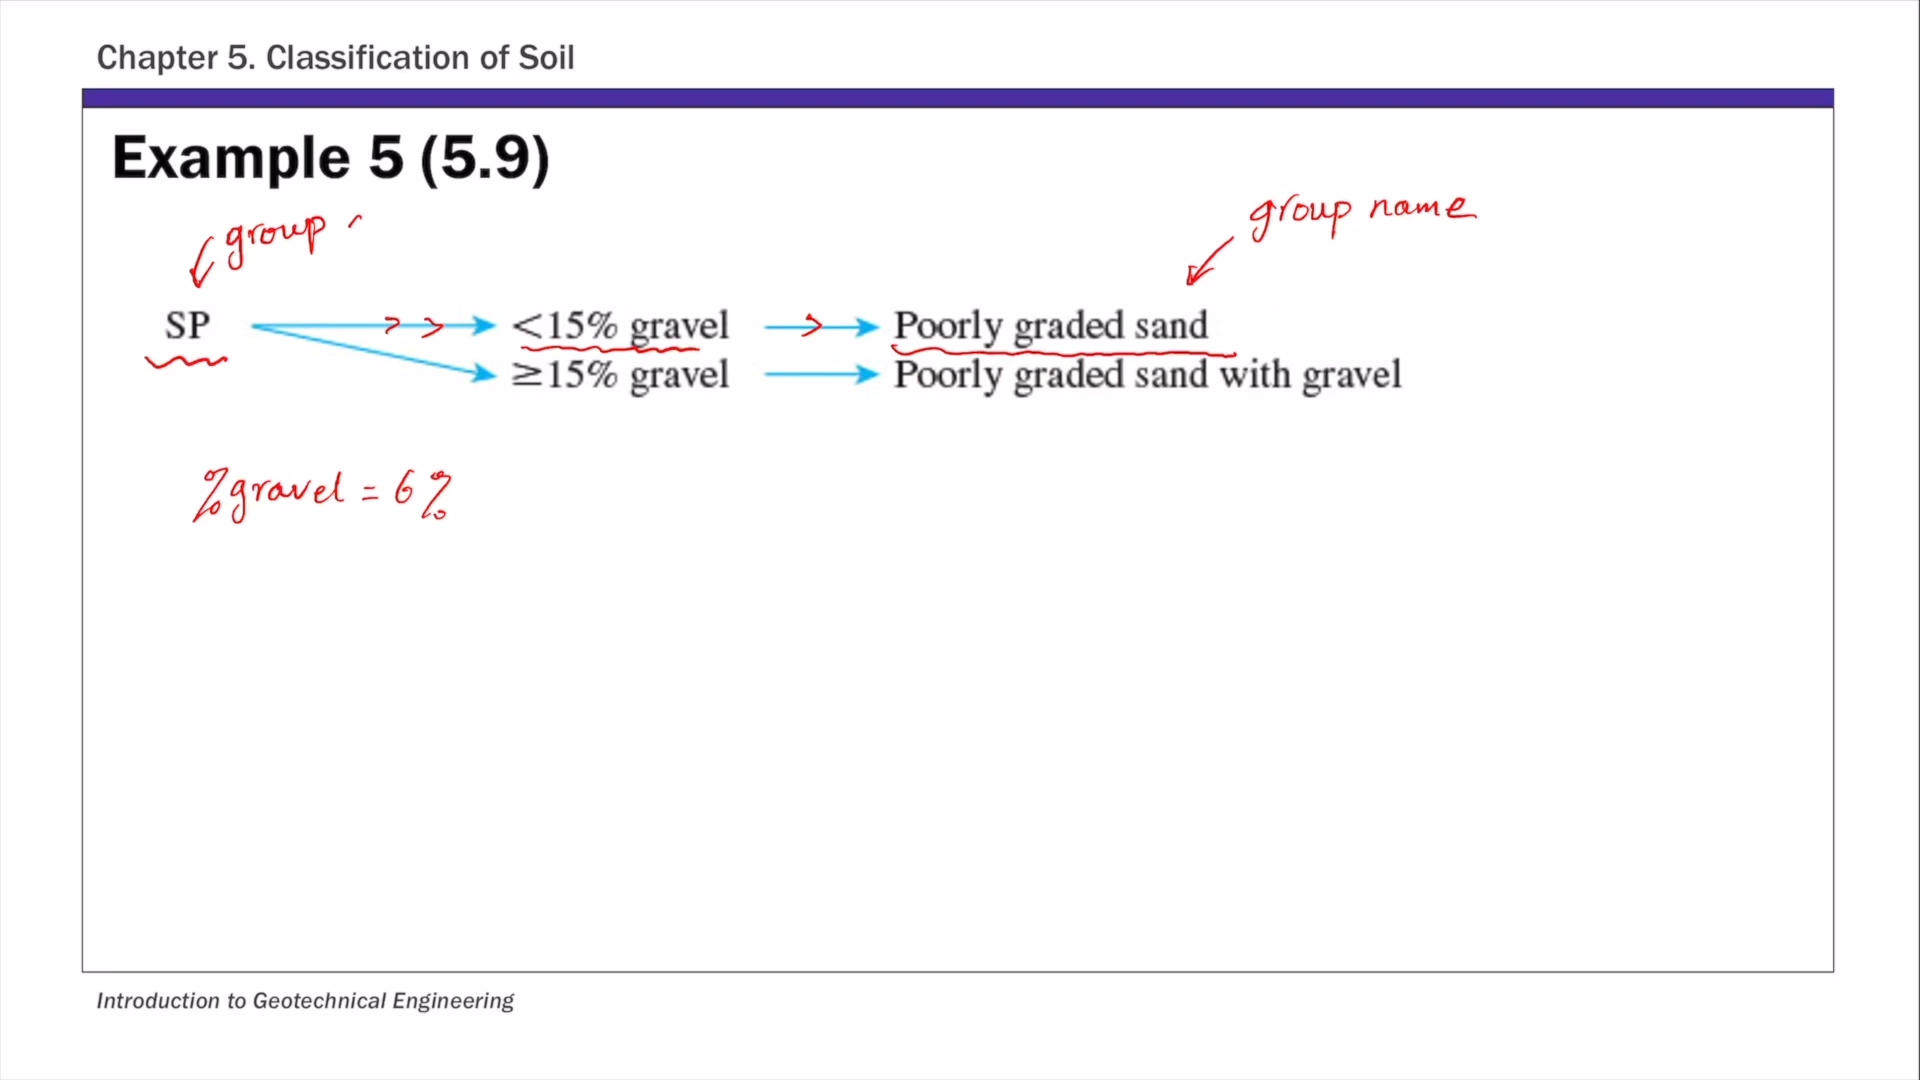 Chapter 5. Classification of Soil
Example 5 (5.9)
group
group name
SP <15% gravel Poorly graded sand
≥15% gravel Poorly graded sand with gravel
%gravel = 6%
Introduction to Geotechnical Engineering